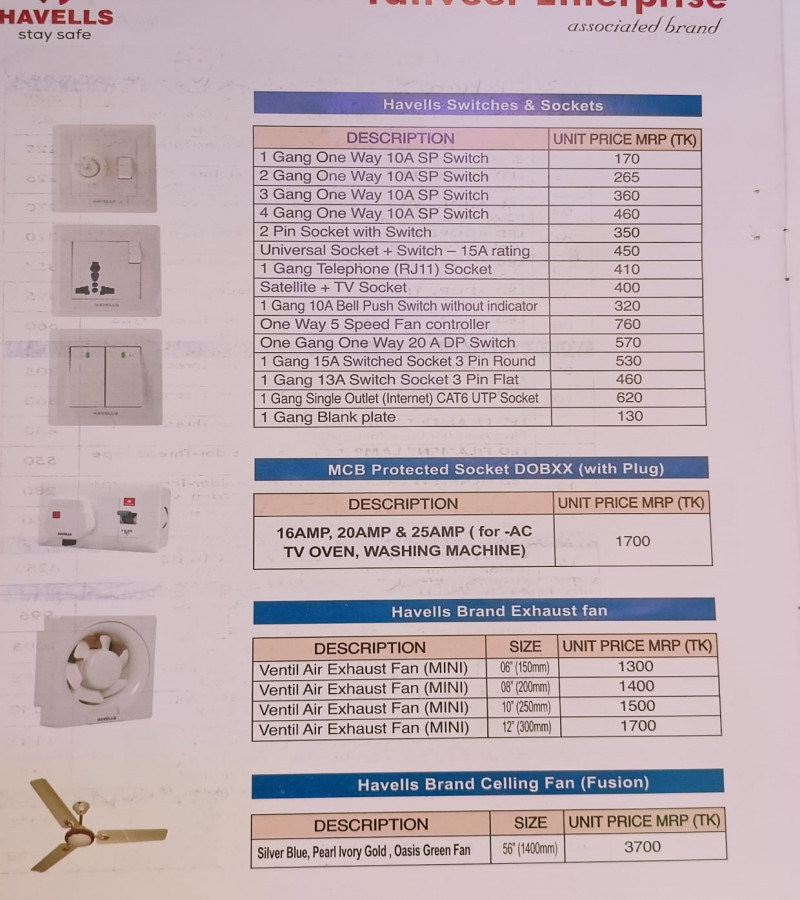 HAVELLS
stay safe
Enterprise
associated brand
Havells Switches & Sockets
DESCRIPTION UNIT PRICE MRP (TK)
1 Gang One Way 10A SP Switch 170
2 Gang One Way 10A SP Switch 265
3 Gang One Way 10A SP Switch 360
4 Gang One Way 10A SP Switch 460
2 Pin Socket with Switch 350
Universal Socket + Switch – 15A rating 450
1 Gang Telephone (RJ11) Socket 410
Satellite + TV Socket 400
1 Gang 10A Bell Push Switch without indicator 320
One Way 5 Speed Fan controller 760
One Gang One Way 20 A DP Switch 570
1 Gang 15A Switched Socket 3 Pin Round 530
1 Gang 13A Switch Socket 3 Pin Flat 460
1 Gang Single Outlet (Internet) CAT6 UTP Socket 620
1 Gang Blank plate 130
MCB Protected Socket DOBXX (with Plug)
DESCRIPTION UNIT PRICE MRP (TK)
16AMP, 20AMP & 25AMP ( for -AC
TV OVEN, WASHING MACHINE) 1700
Havells Brand Exhaust fan
DESCRIPTION SIZE UNIT PRICE MRP (TK)
Ventil Air Exhaust Fan (MINI) 06" (150mm) 1300
Ventil Air Exhaust Fan (MINI) 08" (200mm) 1400
Ventil Air Exhaust Fan (MINI) 10" (250mm) 1500
Ventil Air Exhaust Fan (MINI) 12" (300mm) 1700
Havells Brand Celling Fan (Fusion)
DESCRIPTION SIZE UNIT PRICE MRP (TK)
Silver Blue, Pearl Ivory Gold , Oasis Green Fan 56" (1400mm) 3700